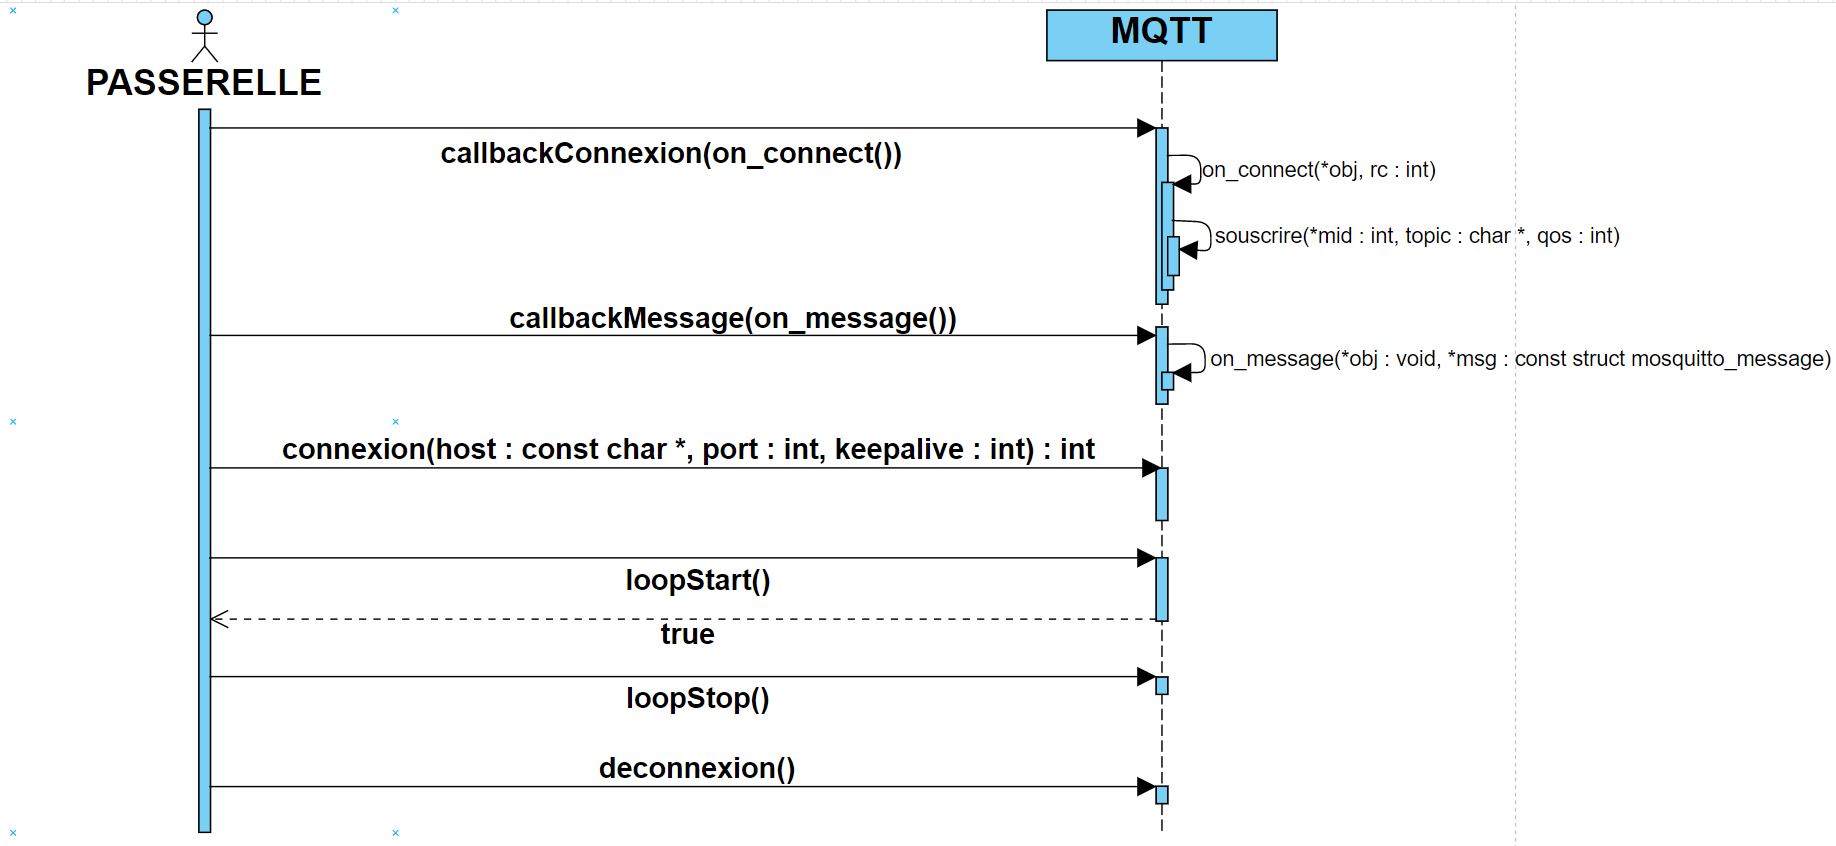 PASSERELLE
MQTT
callbackConnexion(on_connect())
on_connect(*obj, rc : int)
souscrire(*mid : int, topic : char *, qos : int)
callbackMessage(on_message())
on_message(*obj : void, *msg : const struct mosquitto_message)
connexion(host : const char *, port : int, keepalive : int) : int
loopStart()
true
loopStop()
deconnexion()